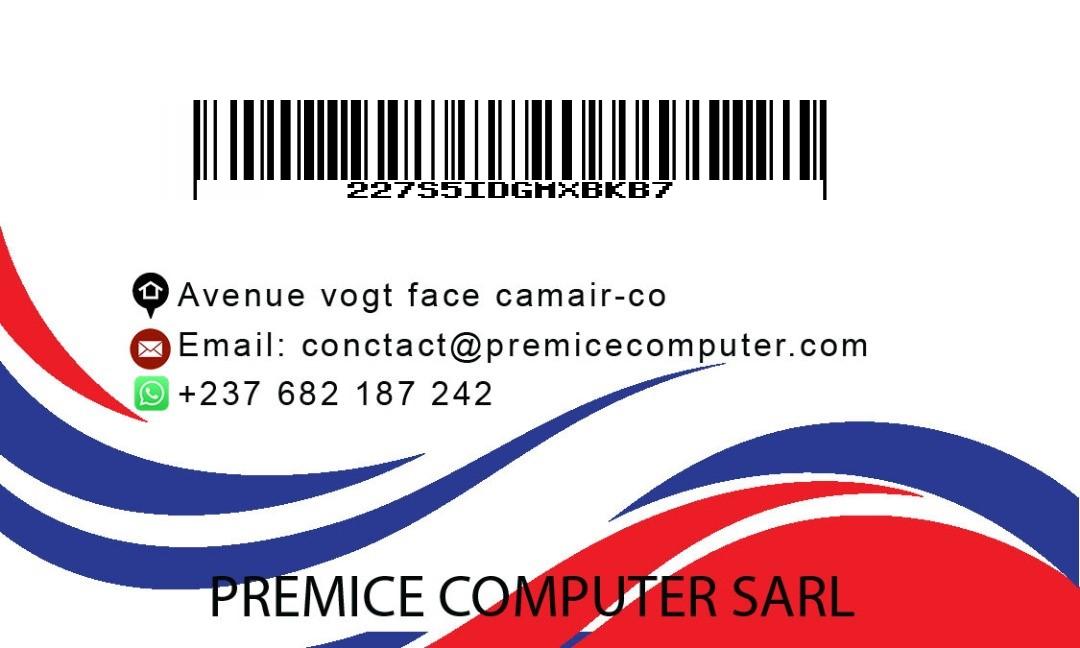 227S5IDGMXBKB7
Avenue vogt face camair-co
Email: conctact@premicecomputer.com
+237 682 187 242
PREMICE COMPUTER SARL